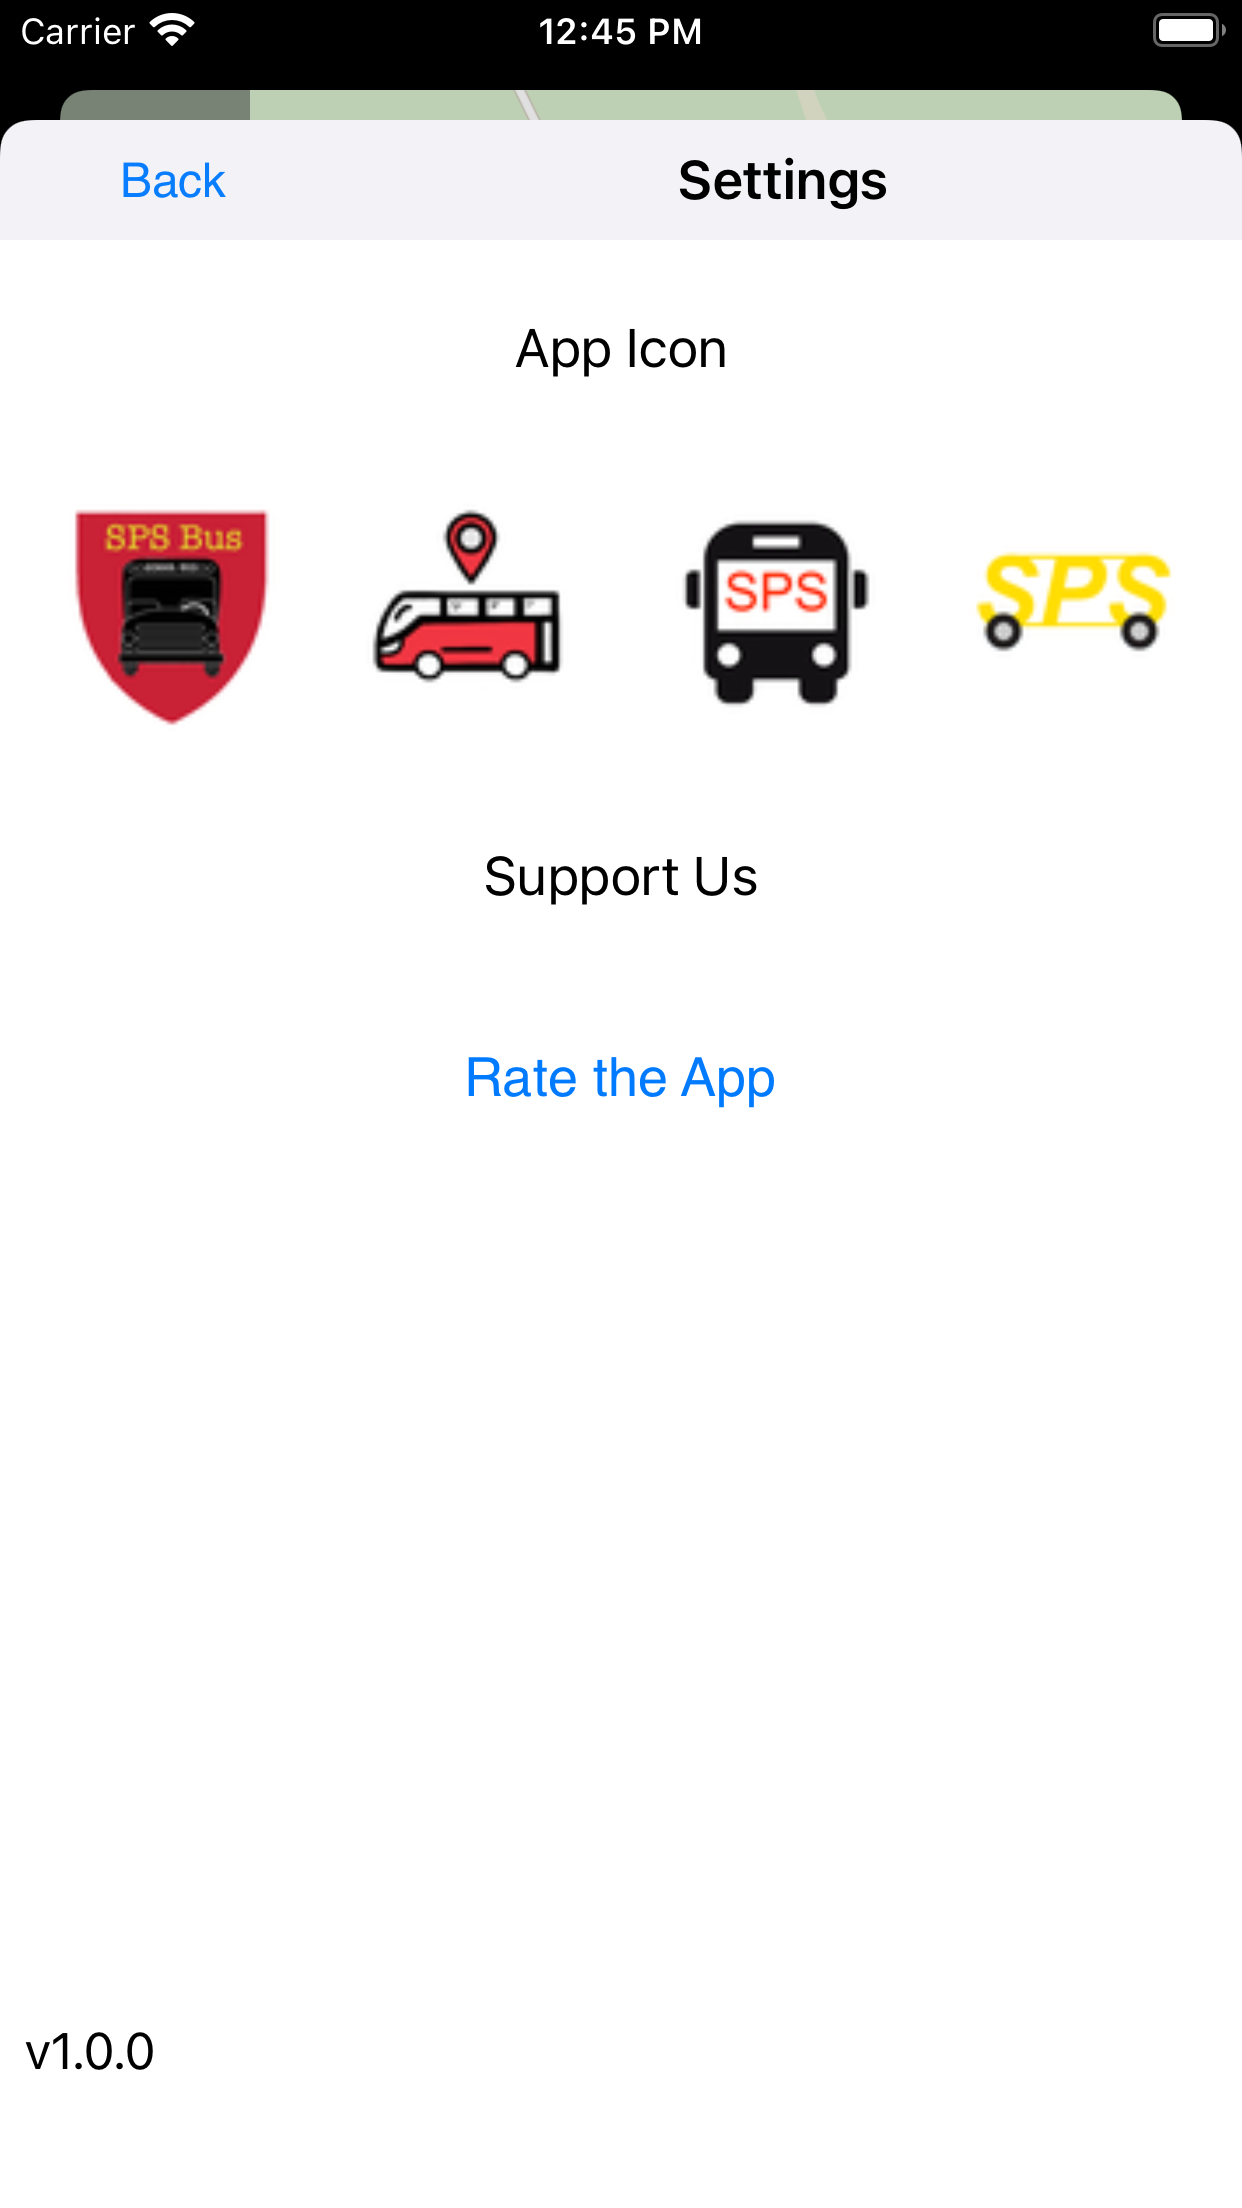 Carrier 12:45 PM
Back Settings
App Icon
SPS Bus
SPS
SPS
Support Us
Rate the App
v1.0.0